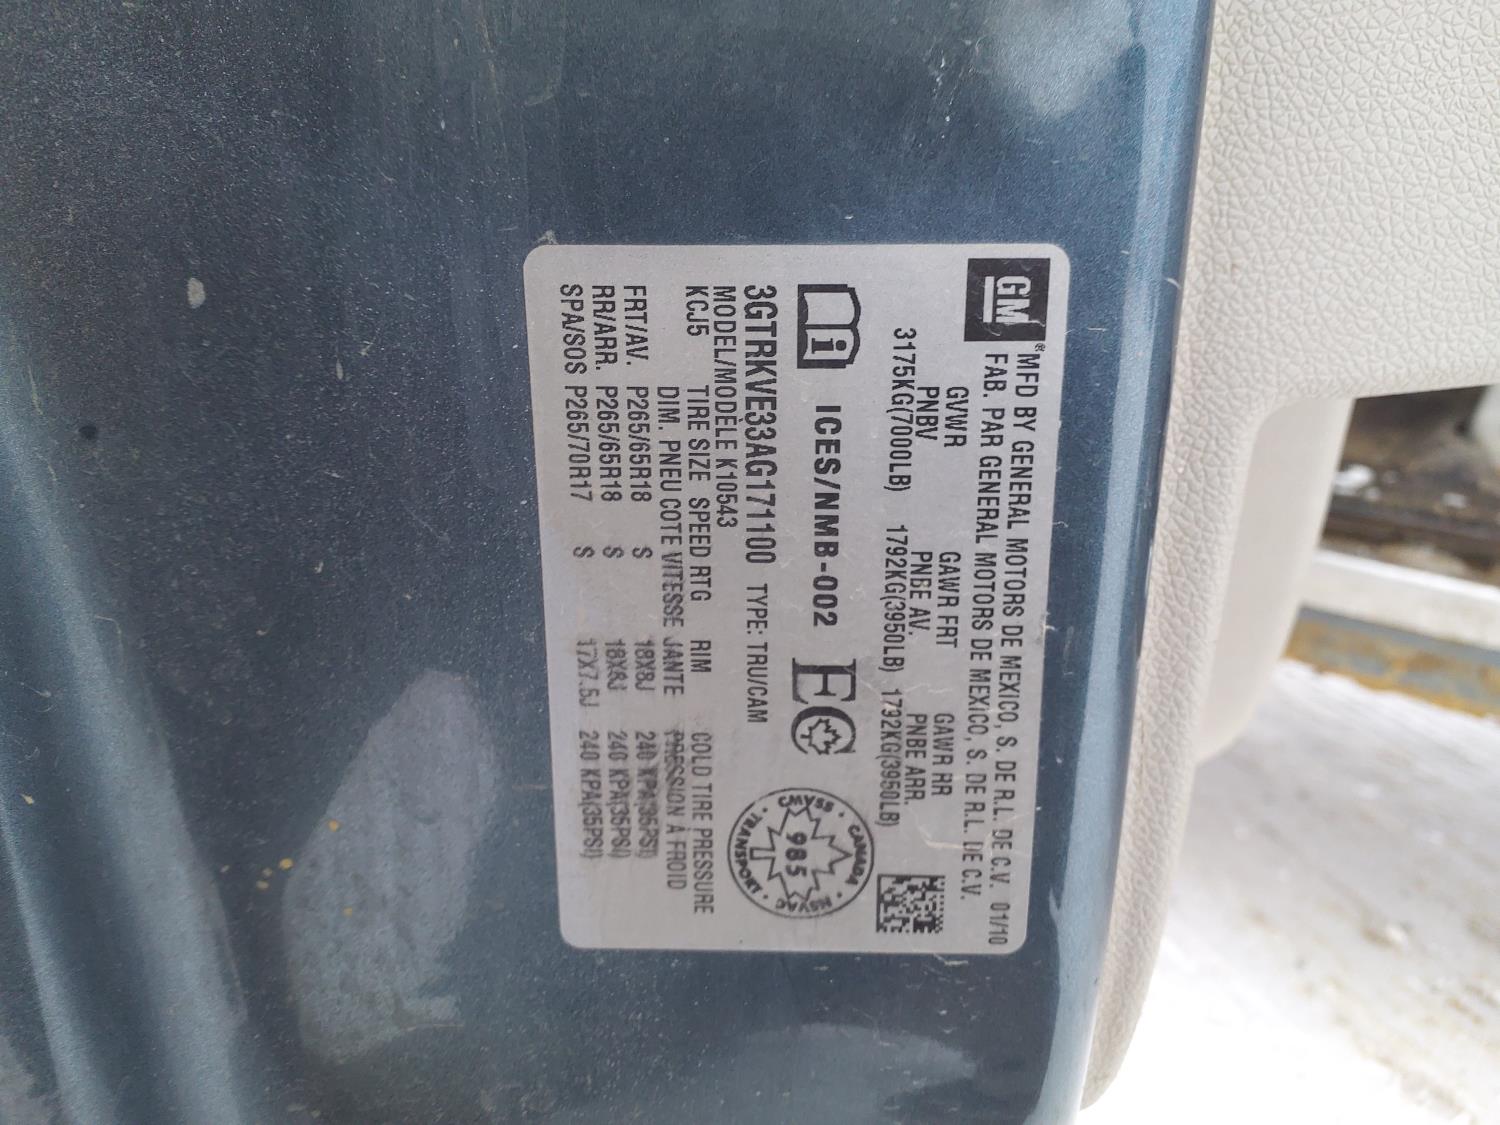 GM
®MFD BY GENERAL MOTORS DE MEXICO, S. DE R.L. DE C.V. 01/10
FAB. PAR GENERAL MOTORS DE MEXICO, S. DE R.L. DE C.V.
GVWR GAWR FRT GAWR RR
PNBV PNBE AV. PNBE ARR.
3175KG(7000LB) 1792KG(3950LB) 1792KG(3950LB)
i ICES/NMB-002
3GTRKVE33AG171100 TYPE: TRU/CAM
MODEL/MODÈLE K10543
KCJ5 TIRE SIZE SPEED RTG RIM COLD TIRE PRESSURE
DIM. PNEU COTE VITESSE JANTE PRESSION A FROID
FRT/AV. P265/65R18 S 18X8J 240 KPA(35PSI)
RR/ARR. P265/65R18 S 18X8J 240 KPA(35PSI)
SPA/SOS P265/70R17 S 17X7.5J 240 KPA(35PSI)
CMVSS · CANADA · NSVAC · TRANSPORT ·
985